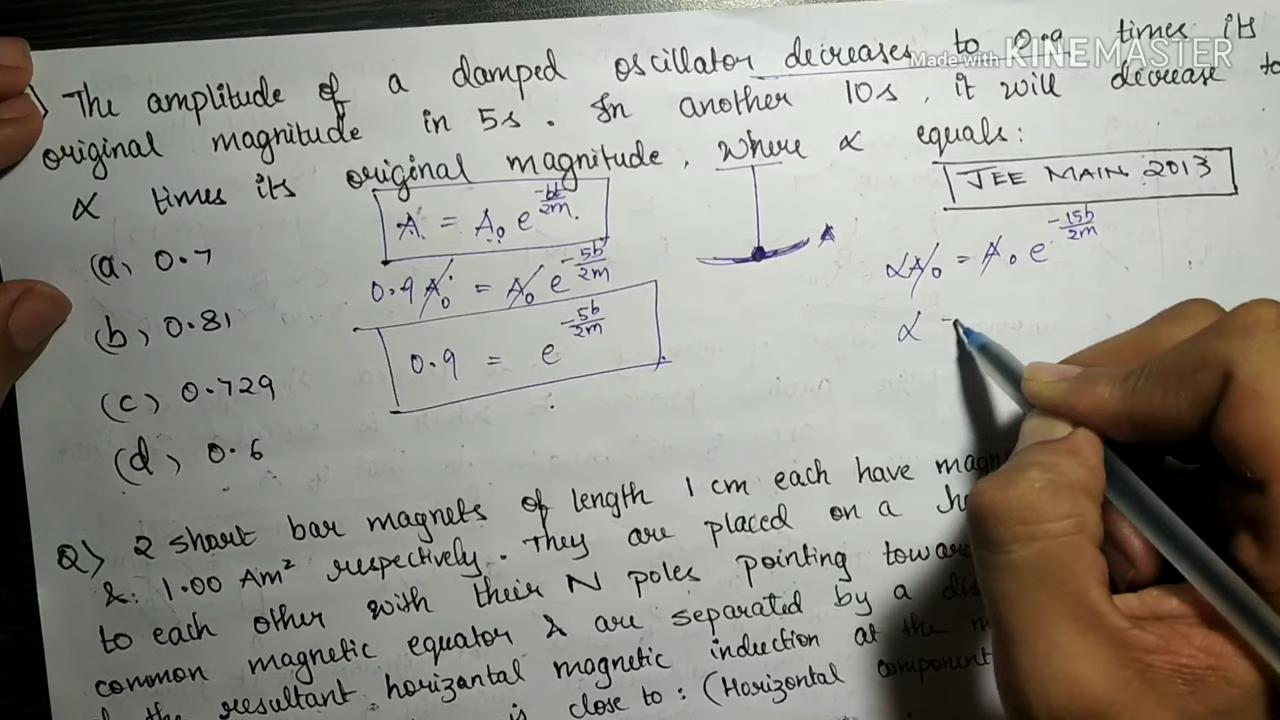 The amplitude of a damped oscillator decreases to 0.9 times its
original magnitude in 5s. In another 10s, it will decrease to
α times its original magnitude, where α equals:
JEE MAIN 2013
(a) 0.7
(b) 0.81
(c) 0.729
(d) 0.6
A = A₀ e^(-bt/2m)
0.9 A₀ = A₀ e^(-5b/2m)
0.9 = e^(-5b/2m)
A
αA₀ = A₀ e^(-15b/2m)
α =
Q) 2 short bar magnets of length 1 cm each have
&. 1.00 Am² respectively. They are placed on a
to each other with their N poles pointing
common magnetic equator & are separated by a
the resultant horizantal magnetic induction at the
is close to: (Horizontal component
Made with KINEMASTER